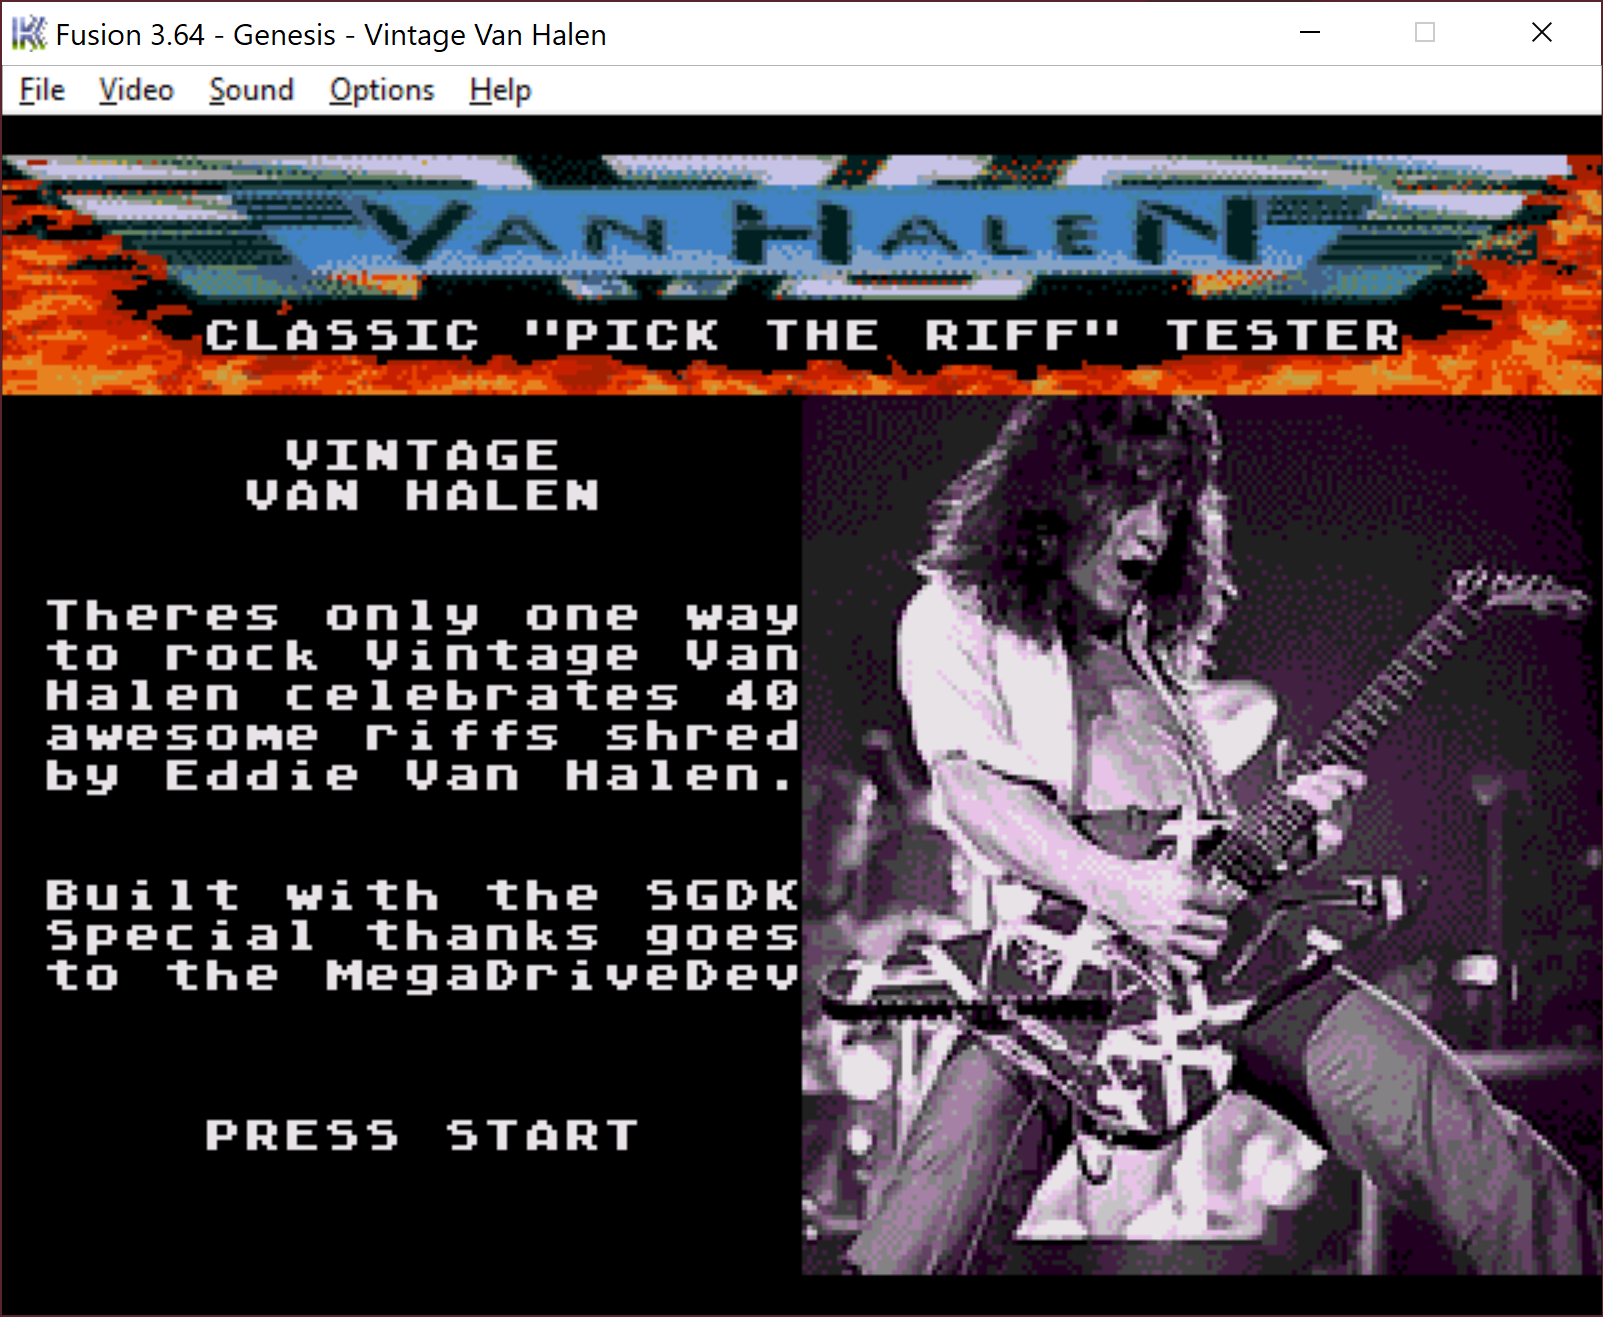 Fusion 3.64 - Genesis - Vintage Van Halen
File Video Sound Options Help
VAN HALEN
CLASSIC "PICK THE RIFF" TESTER
VINTAGE
VAN HALEN
Theres only one way
to rock Vintage Van
Halen celebrates 40
awesome riffs shred
by Eddie Van Halen.
Built with the SGDK
Special thanks goes
to the MegaDriveDev
PRESS START